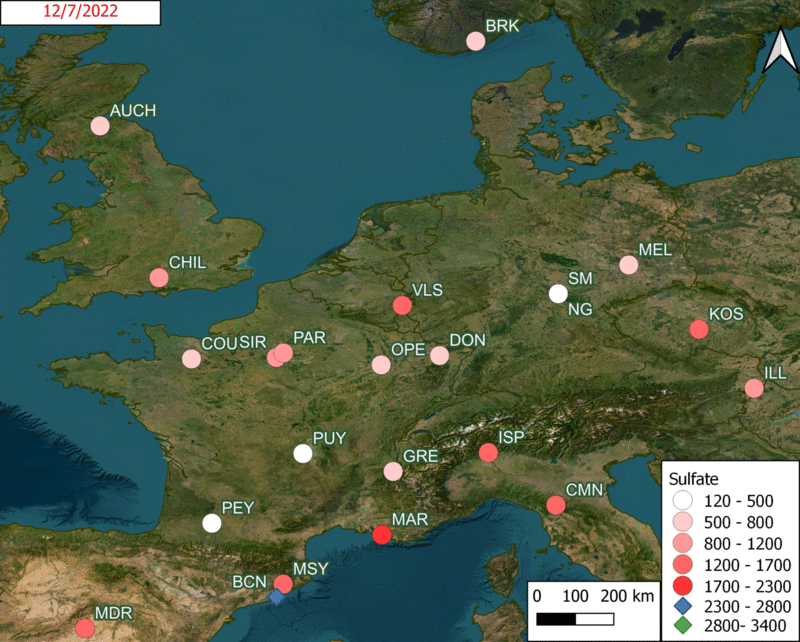 12/7/2022
BRK
AUCH
CHIL
MEL
SM
NG
VLS
KOS
COU SIR PAR
OPE DON
ILL
PUY
GRE
ISP
PEY
CMN
MAR
BCN MSY
MDR
Sulfate
120 - 500
500 - 800
800 - 1200
1200 - 1700
1700 - 2300
2300 - 2800
2800- 3400
0 100 200 km